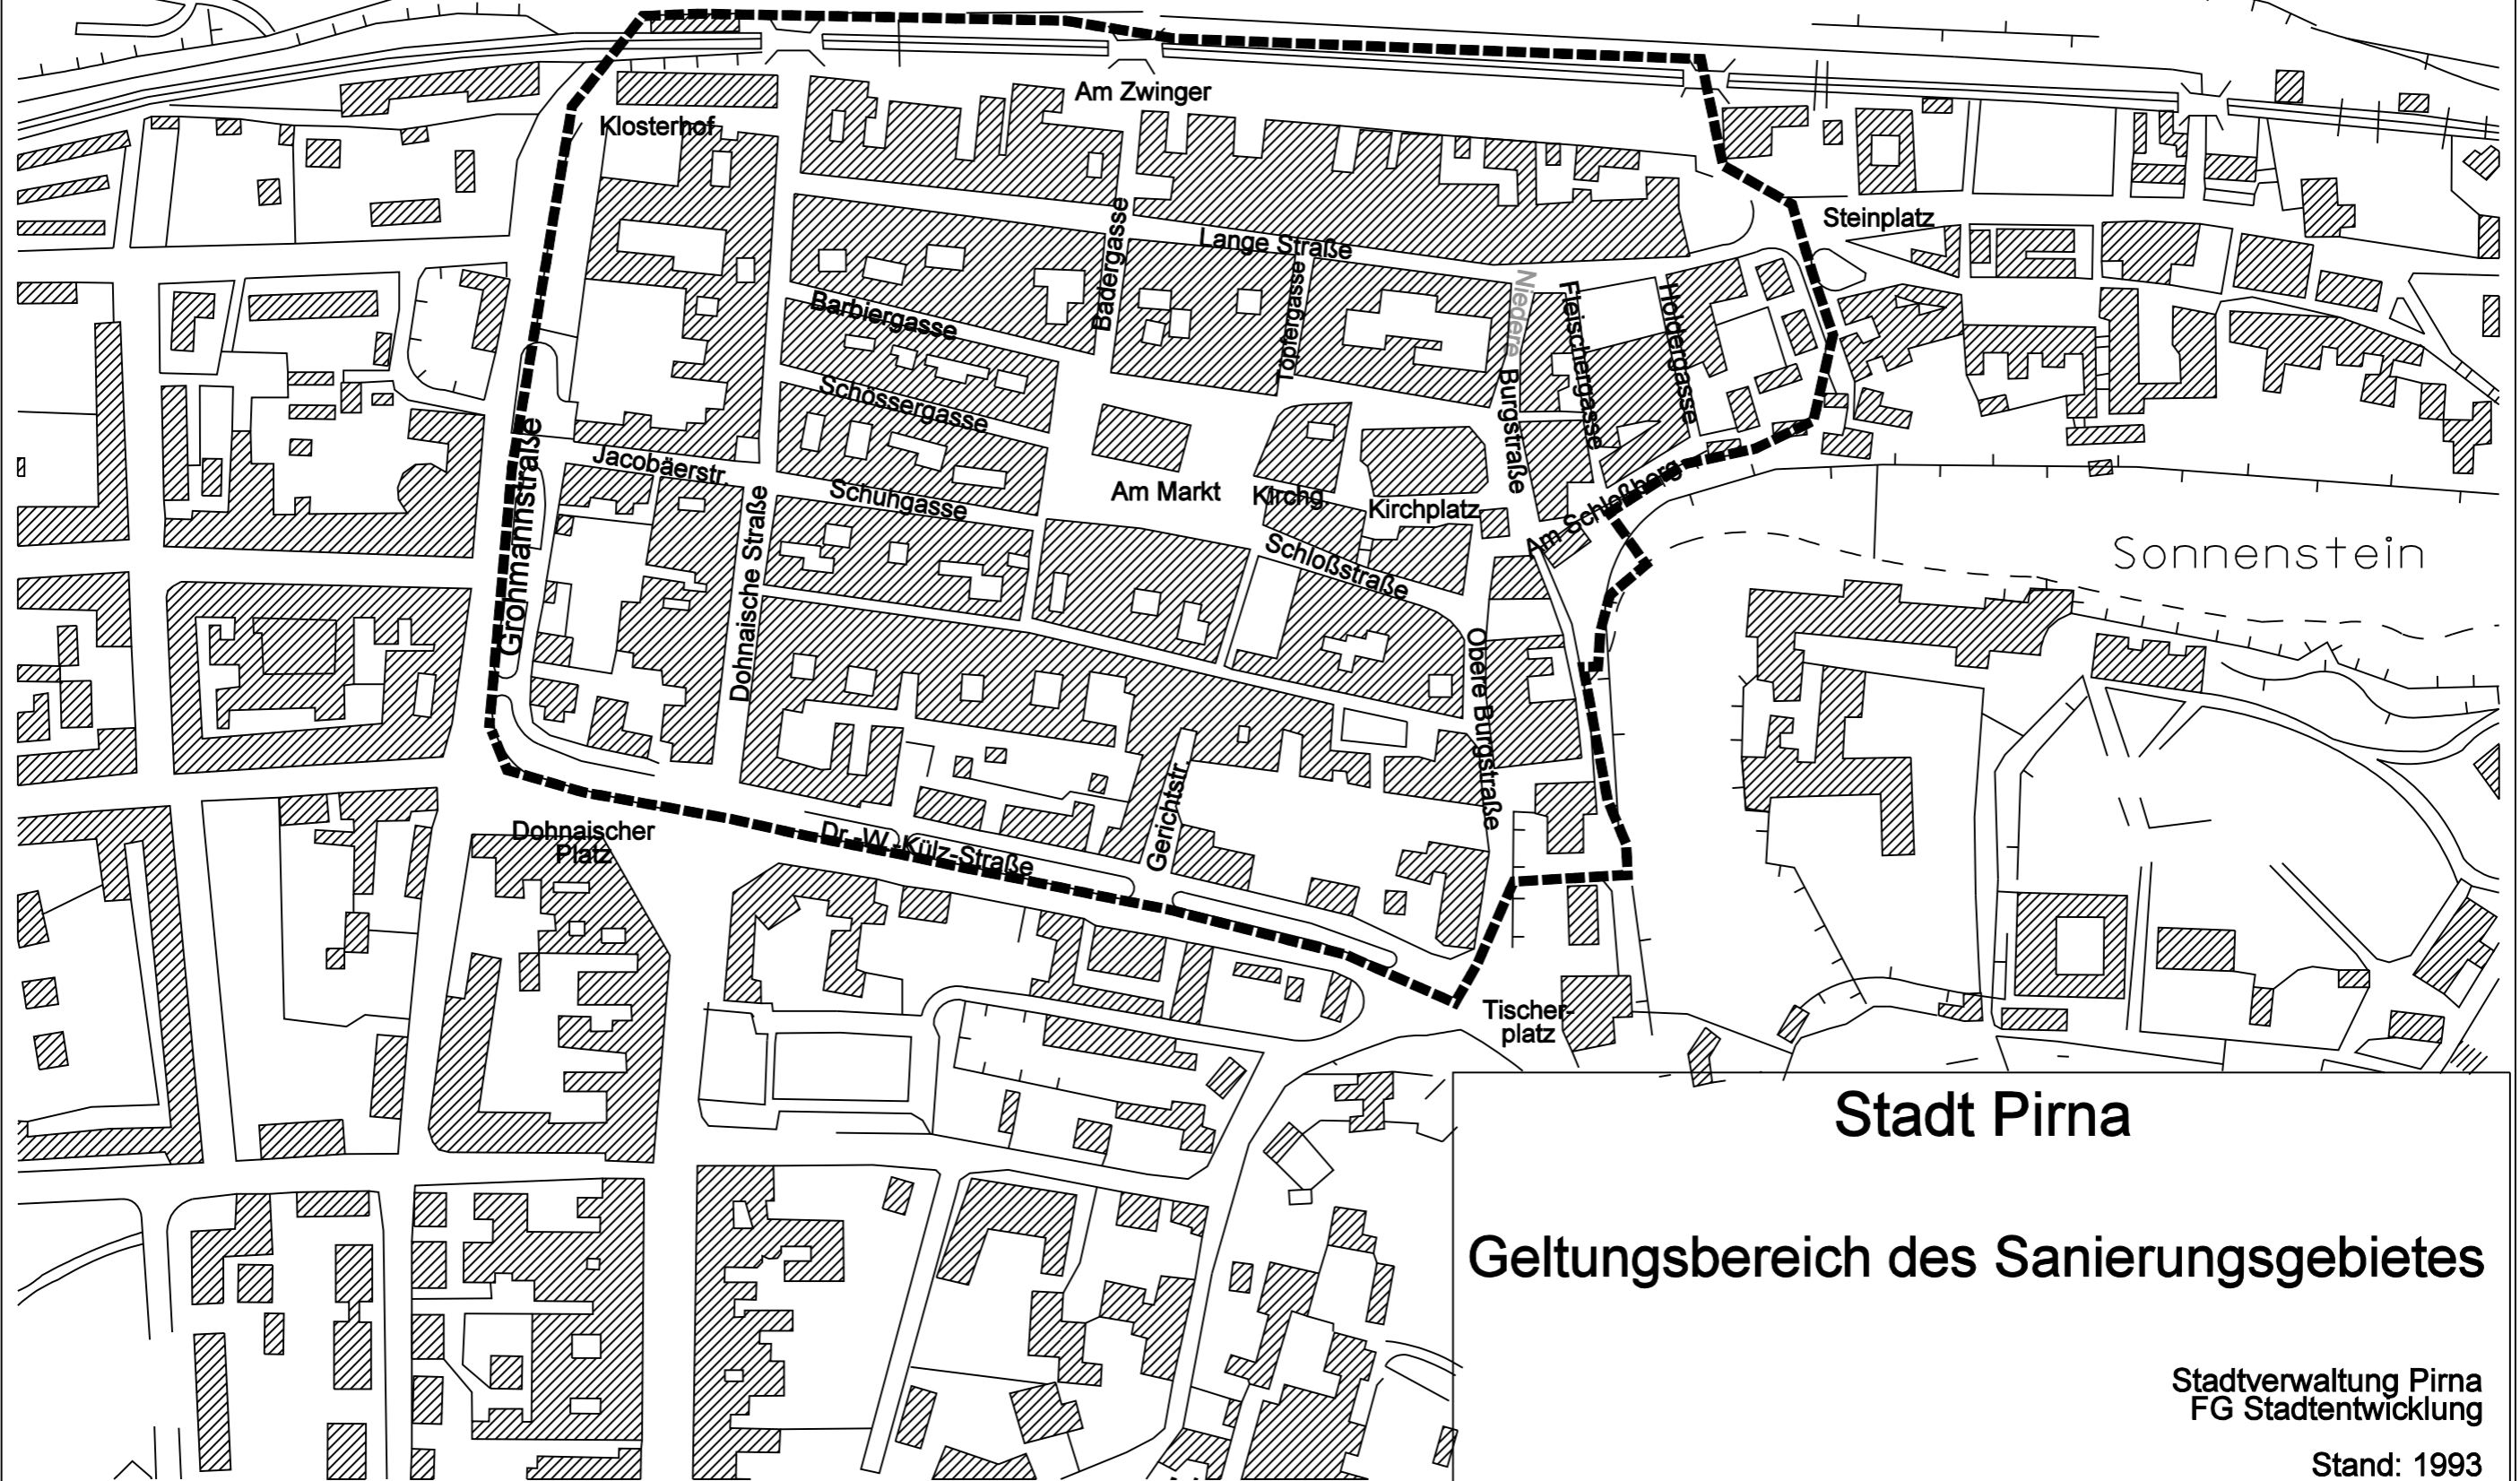 Am Zwinger
Klosterhof
Steinplatz
Badergasse
Lange Straße
Töpfergasse
Niedere Burgstraße
Fleischergasse
Holdergasse
Barbiergasse
Schössergasse
Grohmannstraße
Jacobäerstr.
Schuhgasse
Am Markt
Kirchg
Kirchplatz
Am Schloßberg
Schloßstraße
Sonnenstein
Dohnaische Straße
Obere Burgstraße
Gerichtstr.
Dohnaischer
Platz
Dr.-W.-Külz-Straße
Tischer-
platz
Stadt Pirna
Geltungsbereich des Sanierungsgebietes
Stadtverwaltung Pirna
FG Stadtentwicklung
Stand: 1993